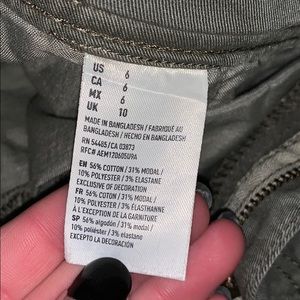 US 6
CA 6
MX 6
UK 10
MADE IN BANGLADESH / FABRIQUÉ AU
BANGLADESH / HECHO EN BANGLADESH
RN 54485/CA 03873
RFC# AEM120605U9A
EN 56% COTTON / 31% MODAL /
10% POLYESTER / 3% ELASTANE
EXCLUSIVE OF DECORATION
FR 56% COTON / 31% MODAL /
10% POLYESTER / 3% ELASTHANNE
À L'EXCEPTION DE LA GARNITURE
SP 56% algodón / 31% modal /
10% poliéster / 3% elastano
EXCEPTO LA DECORACIÓN